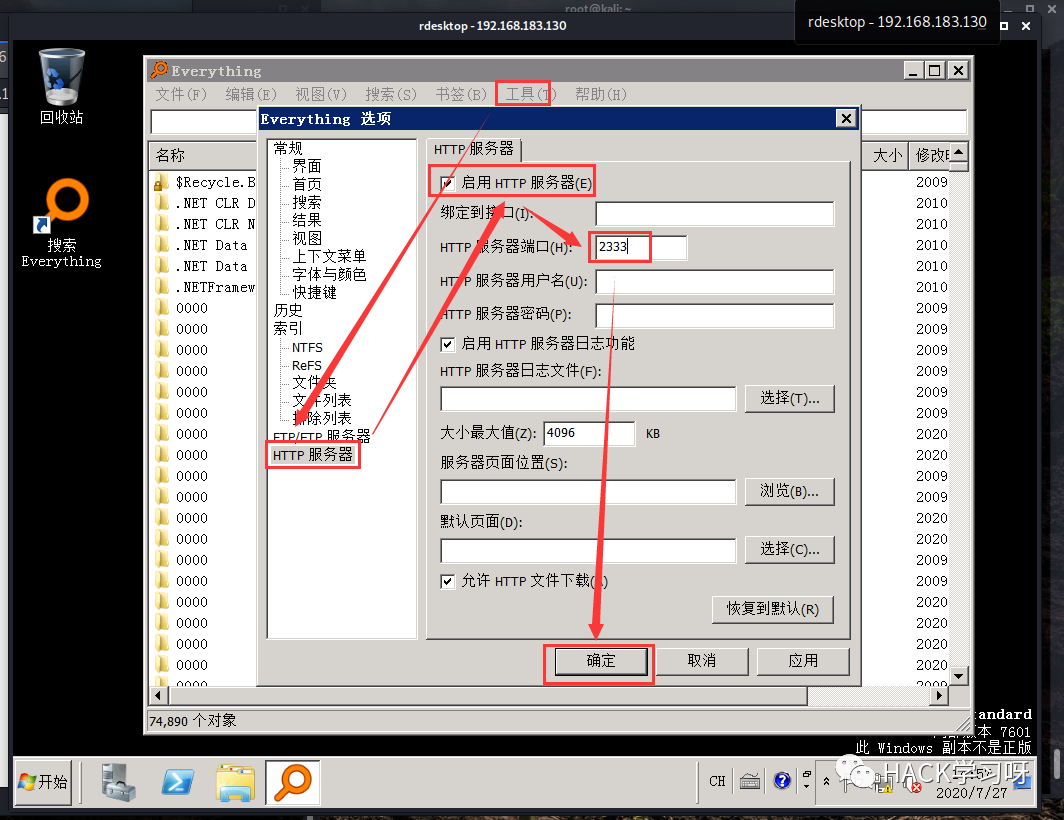 root@kali: ~
rdesktop - 192.168.183.130
rdesktop - 192.168.183.130
回收站
搜索
Everything
Everything
文件(F) 编辑(E) 视图(V) 搜索(S) 书签(B) 工具(T) 帮助(H)
Everything 选项
名称 大小
$Recycle.B 2009
.NET CLR D 2010
.NET CLR N 2010
.NET Data 2010
.NET Data 2010
.NETFramew 2010
0000 2009
0000 2009
0000 2009
0000 2009
0000 2009
0000 2009
0000 2009
0000 2009
0000 2009
0000 2009
0000 2020
0000 2020
0000 2009
0000 2009
0000 2020
0000 2020
0000 2020
0000 2020
常规
界面
首页
搜索
结果
视图
上下文菜单
字体与颜色
快捷键
历史
索引
NTFS
ReFS
文件夹
文件列表
排除列表
ETP/FTP 服务器
HTTP 服务器
HTTP 服务器
启用 HTTP 服务器(E)
绑定到接口(I):
HTTP 服务器端口(H): 2333
HTTP 服务器用户名(U):
HTTP 服务器密码(P):
启用 HTTP 服务器日志功能
HTTP 服务器日志文件(F):
选择(T)...
大小最大值(Z): 4096 KB
服务器页面位置(S):
浏览(B)...
默认页面(D):
选择(C)...
允许 HTTP 文件下载
恢复到默认(R)
确定 取消 应用
74,890 个对象
tandard
版本 7601
此 Windows 副本不是正版
开始
CH
HACK学习呀
2020/7/27